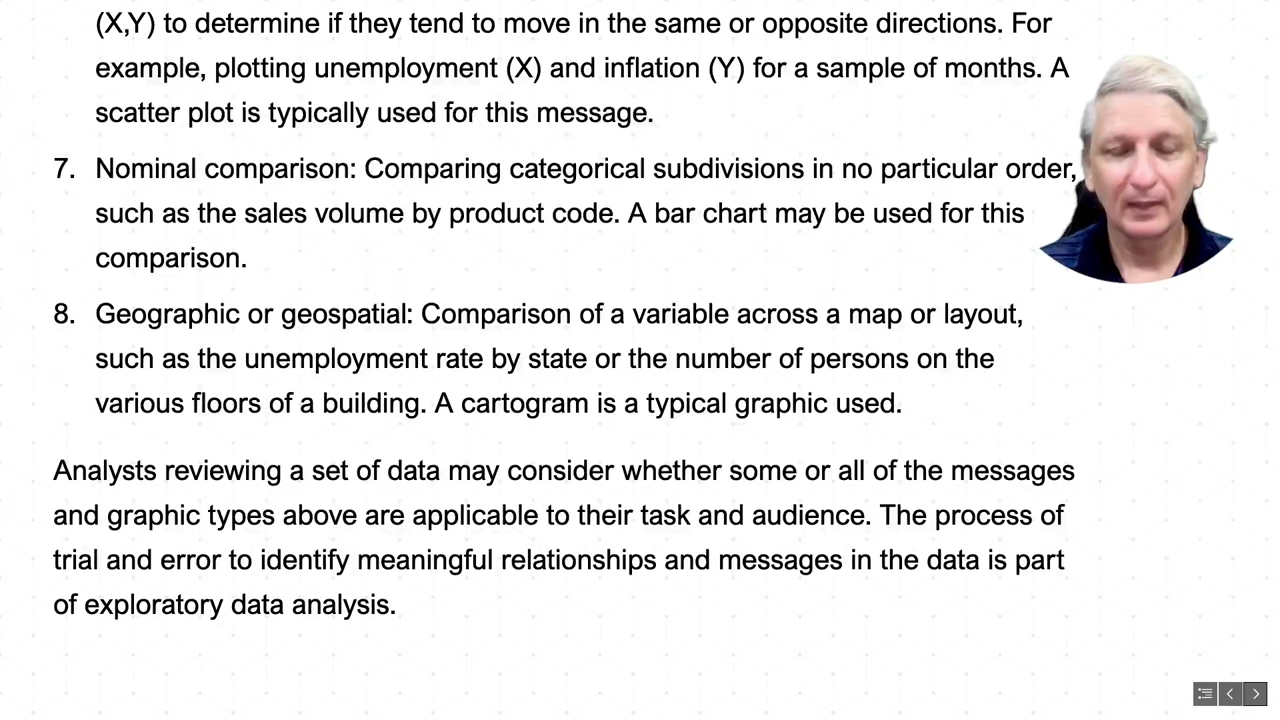 (X,Y) to determine if they tend to move in the same or opposite directions. For
example, plotting unemployment (X) and inflation (Y) for a sample of months. A
scatter plot is typically used for this message.
7. Nominal comparison: Comparing categorical subdivisions in no particular order,
such as the sales volume by product code. A bar chart may be used for this
comparison.
8. Geographic or geospatial: Comparison of a variable across a map or layout,
such as the unemployment rate by state or the number of persons on the
various floors of a building. A cartogram is a typical graphic used.
Analysts reviewing a set of data may consider whether some or all of the messages
and graphic types above are applicable to their task and audience. The process of
trial and error to identify meaningful relationships and messages in the data is part
of exploratory data analysis.